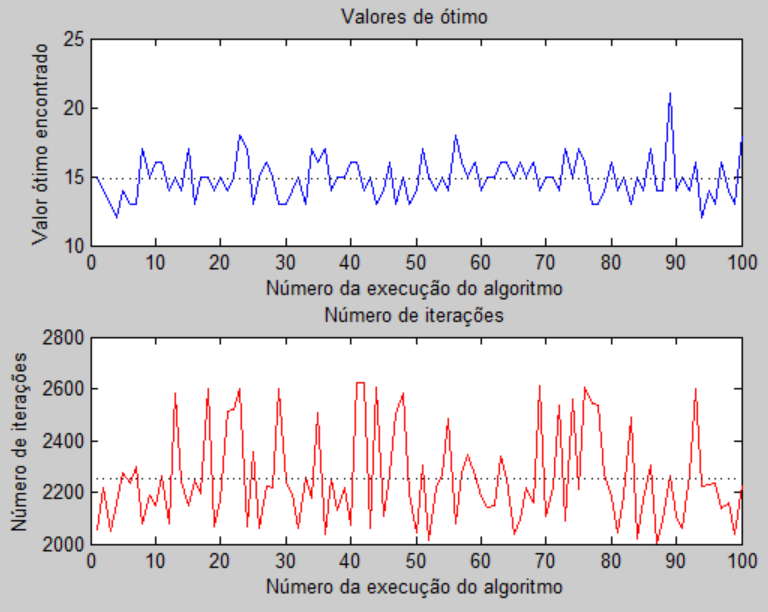 Valores de ótimo
Valor ótimo encontrado
25
20
15
10
0 10 20 30 40 50 60 70 80 90 100
Número da execução do algoritmo
Número de iterações
Número de iterações
2800
2600
2400
2200
2000
0 10 20 30 40 50 60 70 80 90 100
Número da execução do algoritmo